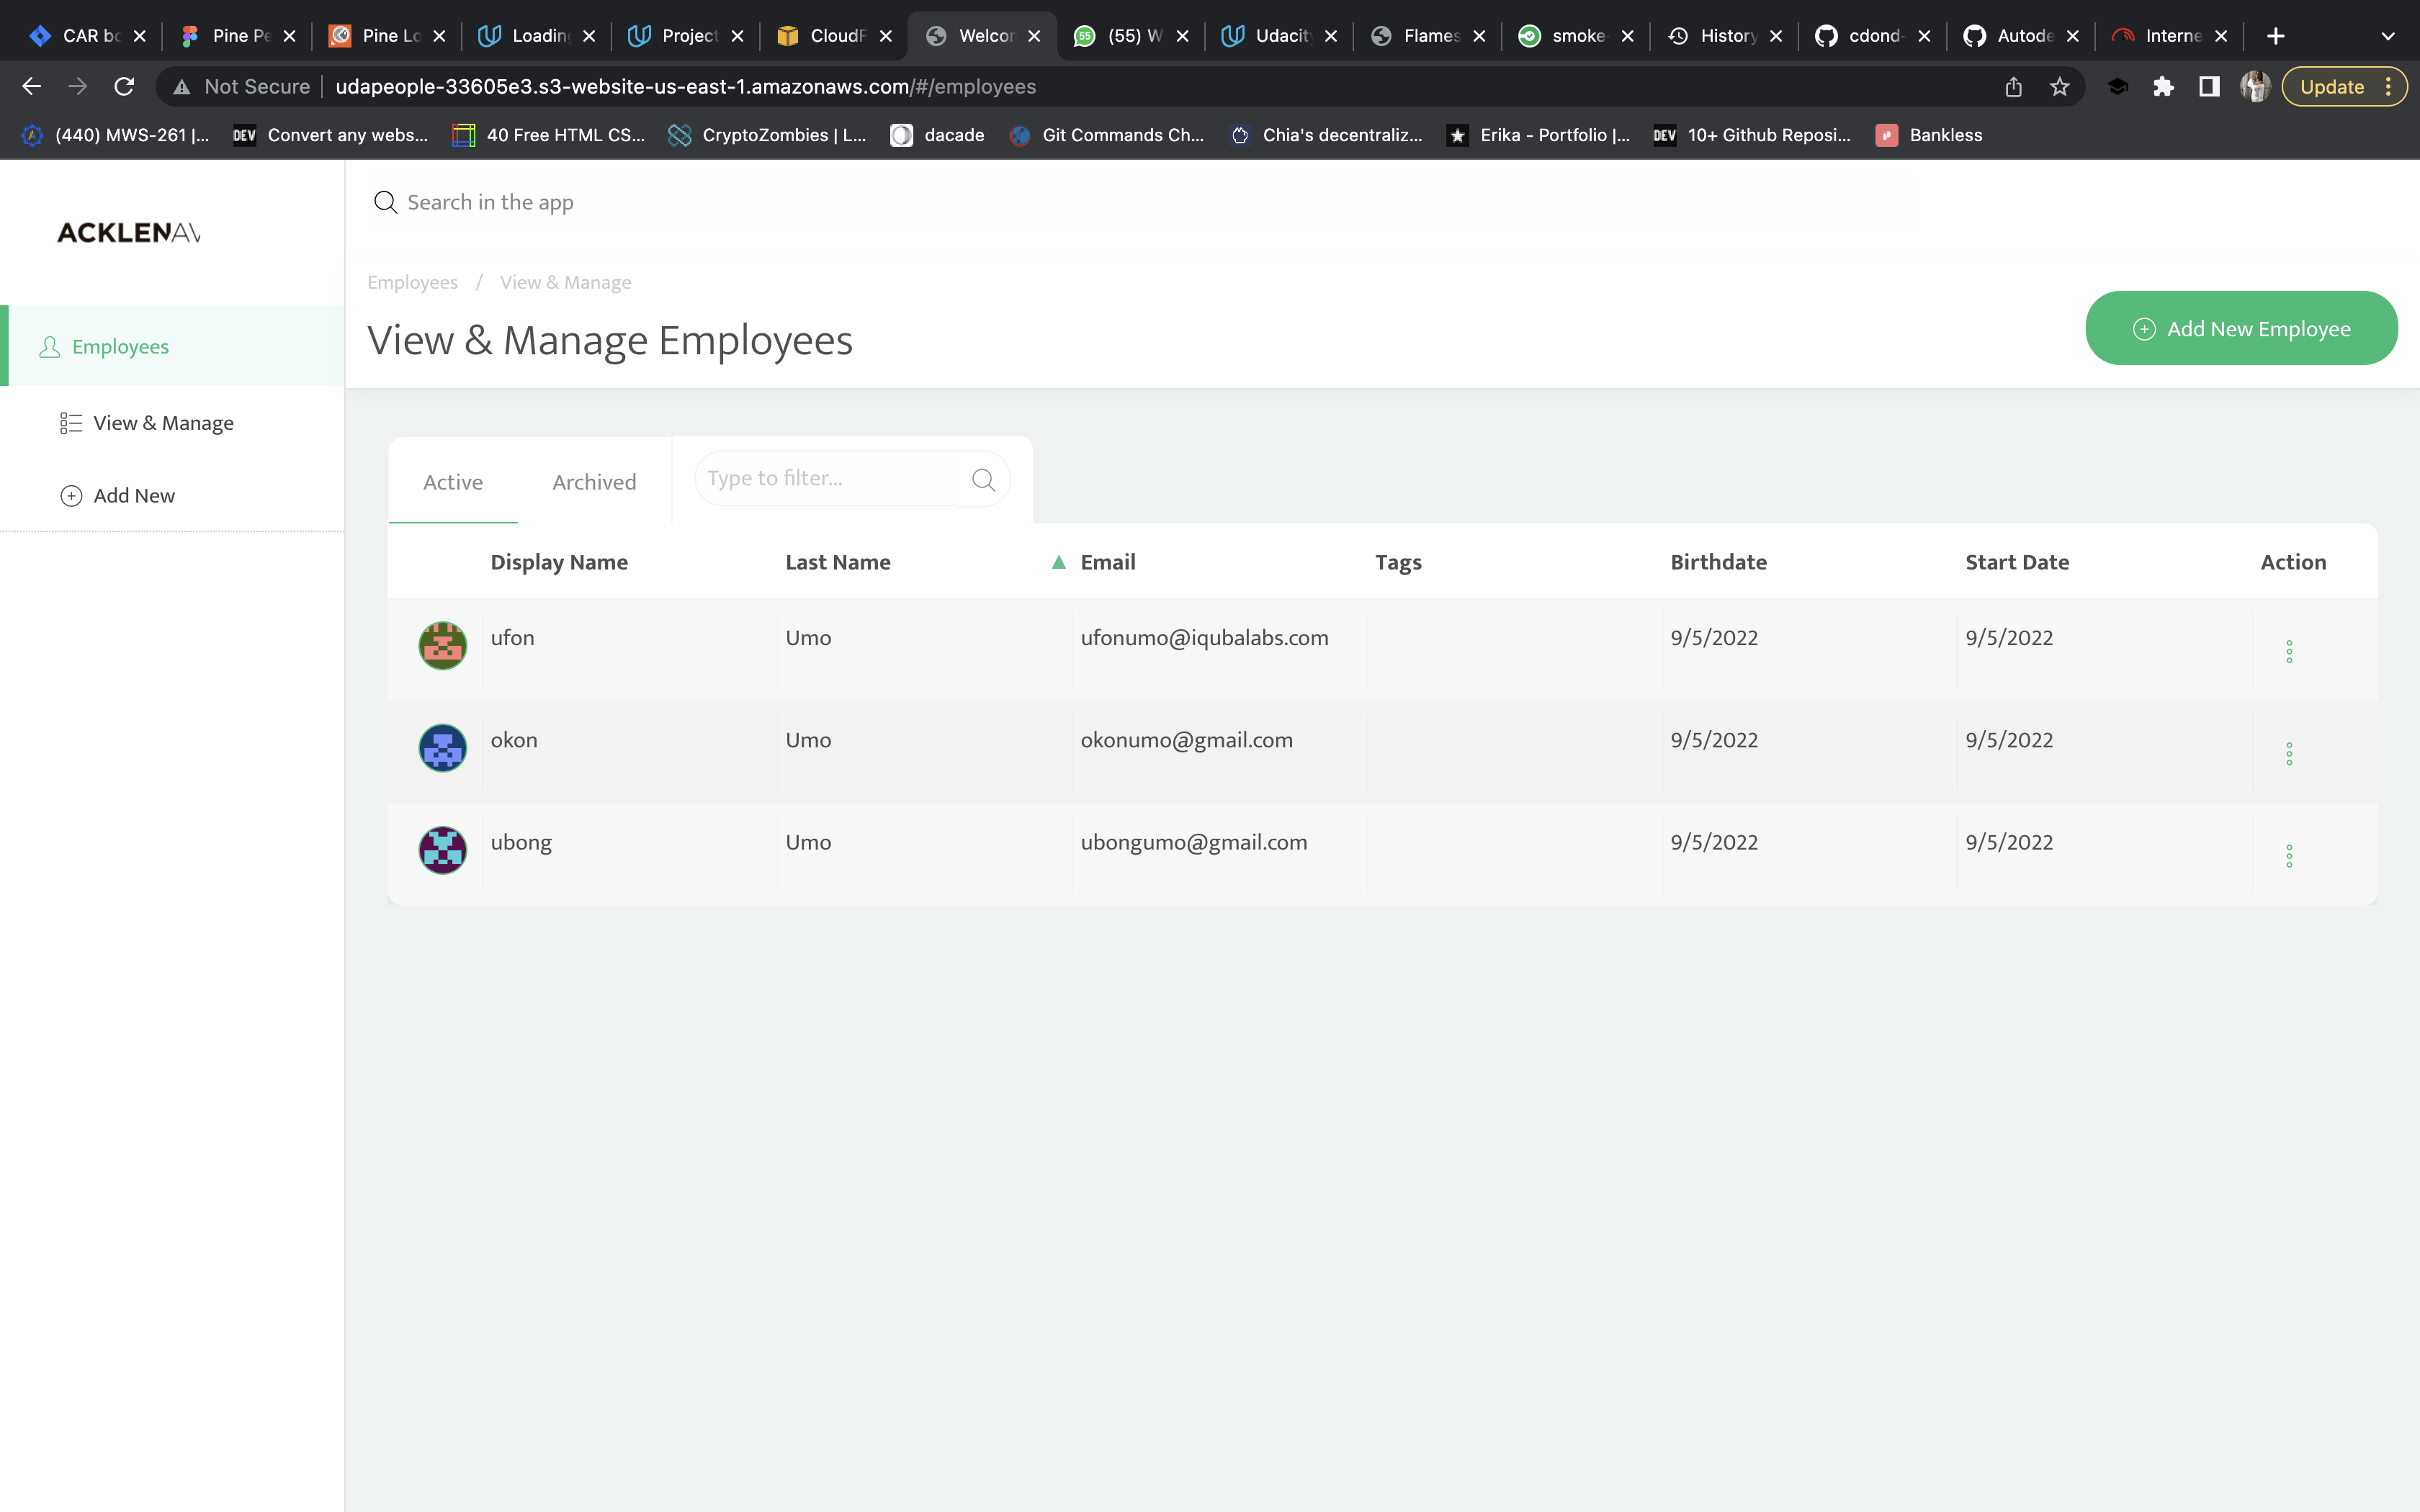 CAR bo Pine Pe Pine Lo Loading Project CloudF Welcor (55) W Udacit Flames smoke- History cdond- Autode Interne
Not Secure udapeople-33605e3.s3-website-us-east-1.amazonaws.com/#/employees Update
(440) MWS-261 |... DEV Convert any webs... 40 Free HTML CS... CryptoZombies | L... dacade Git Commands Ch... Chia's decentraliz... Erika - Portfolio |... DEV 10+ Github Reposi... Bankless
ACKLENAV
Search in the app
Employees / View & Manage
View & Manage Employees
Add New Employee
Employees
View & Manage
Add New
Active Archived Type to filter...
Display Name Last Name Email Tags Birthdate Start Date Action
ufon Umo ufonumo@iqubalabs.com 9/5/2022 9/5/2022
okon Umo okonumo@gmail.com 9/5/2022 9/5/2022
ubong Umo ubongumo@gmail.com 9/5/2022 9/5/2022